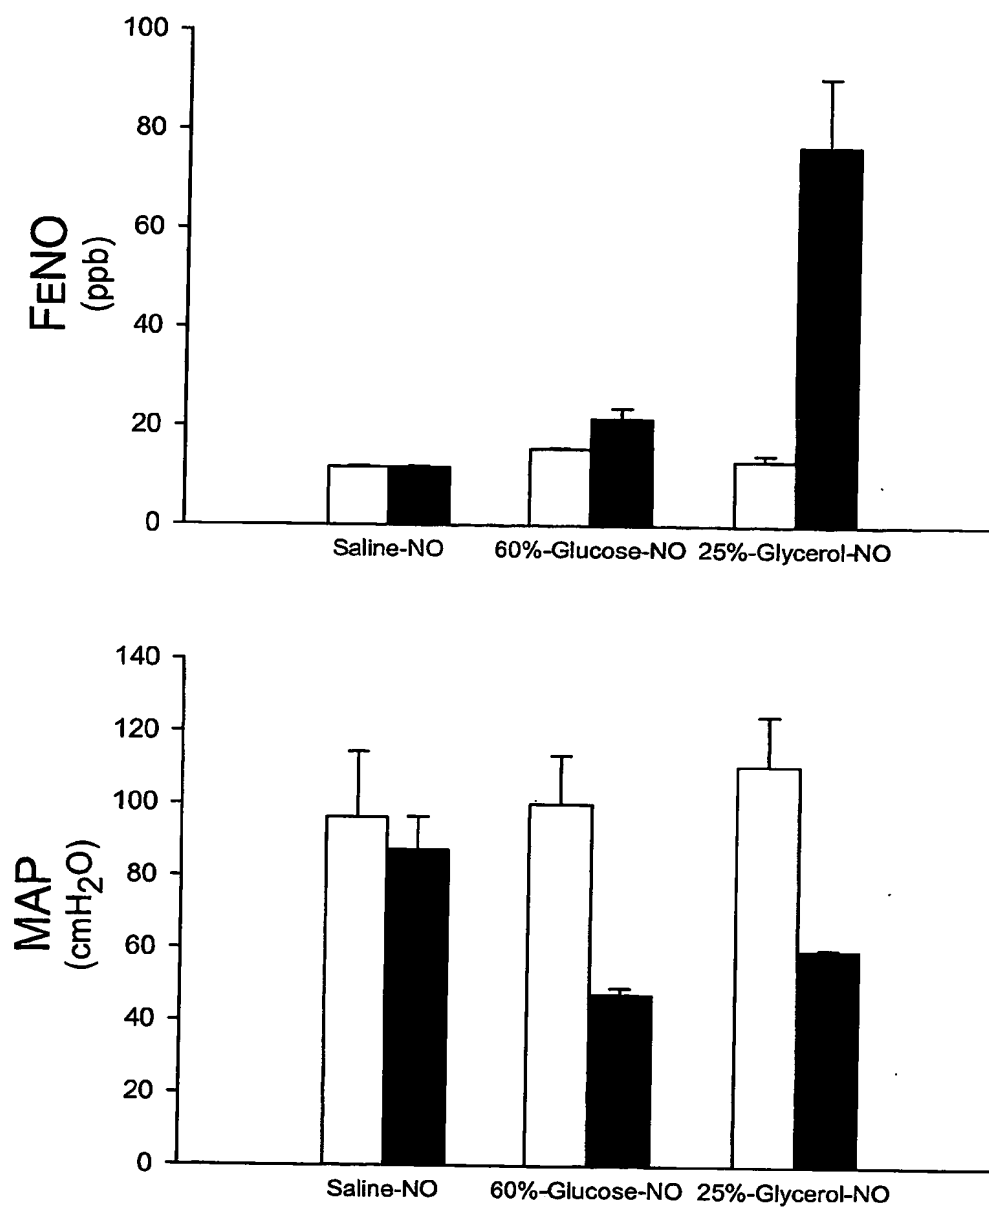 100
80
60
40
20
0
FENO
(ppb)
Saline-NO
60%-Glucose-NO
25%-Glycerol-NO
140
120
100
80
60
40
20
0
MAP
(cmH₂O)
Saline-NO
60%-Glucose-NO
25%-Glycerol-NO